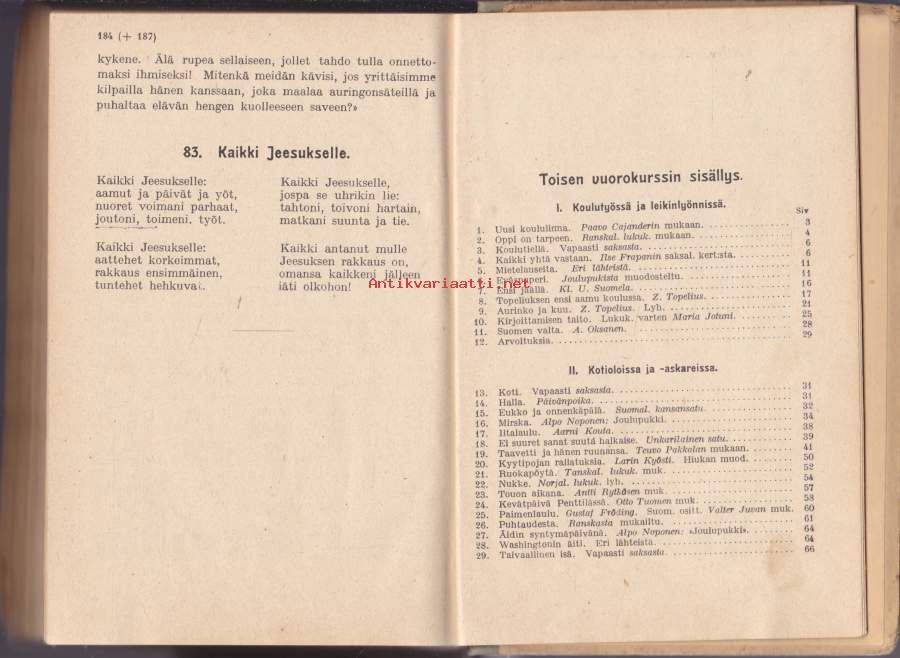 184 (+ 187)
kykene. Älä rupea sellaiseen, jollet tahdo tulla onnetto-
maksi ihmiseksi! Mitenkä meidän kävisi, jos yrittäisimme
kilpailla hänen kanssaan, joka maalaa auringonsäteillä ja
puhaltaa elävän hengen kuolleeseen saveen?»
83. Kaikki Jeesukselle.
Kaikki Jeesukselle:
aamut ja päivät ja yöt,
nuoret voimani parhaat,
joutoni, toimeni, työt.
Kaikki Jeesukselle:
aattehet korkeimmat,
rakkaus ensimmäinen,
tuntehet hehkuvat.
Kaikki Jeesukselle,
jospa se uhrikin lie:
tahtoni, toivoni hartain,
matkani suunta ja tie.
Kaikki antanut mulle
Jeesuksen rakkaus on,
omansa kaikkeni jälleen
iäti olkohon!
Antikvariaatti.net
Toisen vuorokurssin sisällys.
I. Koulutyössä ja leikinlyönnissä.
Siv
1. Uusi koululinna. Paavo Cajanderin mukaan. 3
2. Oppi on tarpeen. Ranskal. lukuk. mukaan. 4
3. Koulutiellä. Vapaasti saksasta. 6
4. Kaikki yhtä vastaan. Ilse Frapanin saksal. kert:sta. 6
5. Mietelauseita. Eri lähteistä. 11
6. Eväspaperi. Joulupukista muodosteltu. 11
7. Ensi jäällä. Kl. U. Suomela. 16
8. Topeliuksen ensi aamu koulussa. Z. Topelius. 17
9. Aurinko ja kuu. Z. Topelius. Lyh. 21
10. Kirjoittamisen taito. Lukuk. varten Maria Jotuni. 25
11. Suomen valta. A. Oksanen. 28
12. Arvoituksia. 29
II. Kotioloissa ja -askareissa.
13. Koti. Vapaasti saksasta. 31
14. Halla. Päivänpoika. 31
15. Eukko ja onnenkäpälä. Suomal. kansansatu. 32
16. Mirska. Alpo Noponen: Joulupukki. 34
17. Iltalaulu. Aarni Kouta. 38
18. Ei suuret sanat suuta halkaise. Unkarilainen satu. 39
19. Taavetti ja hänen ruunansa. Teuvo Pakkalan mukaan. 41
20. Kyytipojan rallatuksia. Larin Kyösti. Hiukan muod. 50
21. Ruokapöytä. Tanskal. lukuk. muk. 52
22. Nukke. Norjal. lukuk. lyh. 54
23. Touon aikana. Antti Rytkösen muk. 57
24. Kevätpäivä Penttilässä. Otto Tuomen muk. 58
25. Paimenlaulu. Gustaf Fröding. Suom. ositt. Valter Juvan muk. 60
26. Puhtaudesta. Ranskasta mukailtu. 61
27. Äidin syntymäpäivänä. Alpo Noponen: »Joulupukki». 64
28. Washingtonin äiti. Eri lähteistä. 64
29. Taivaallinen isä. Vapaasti saksasta. 66